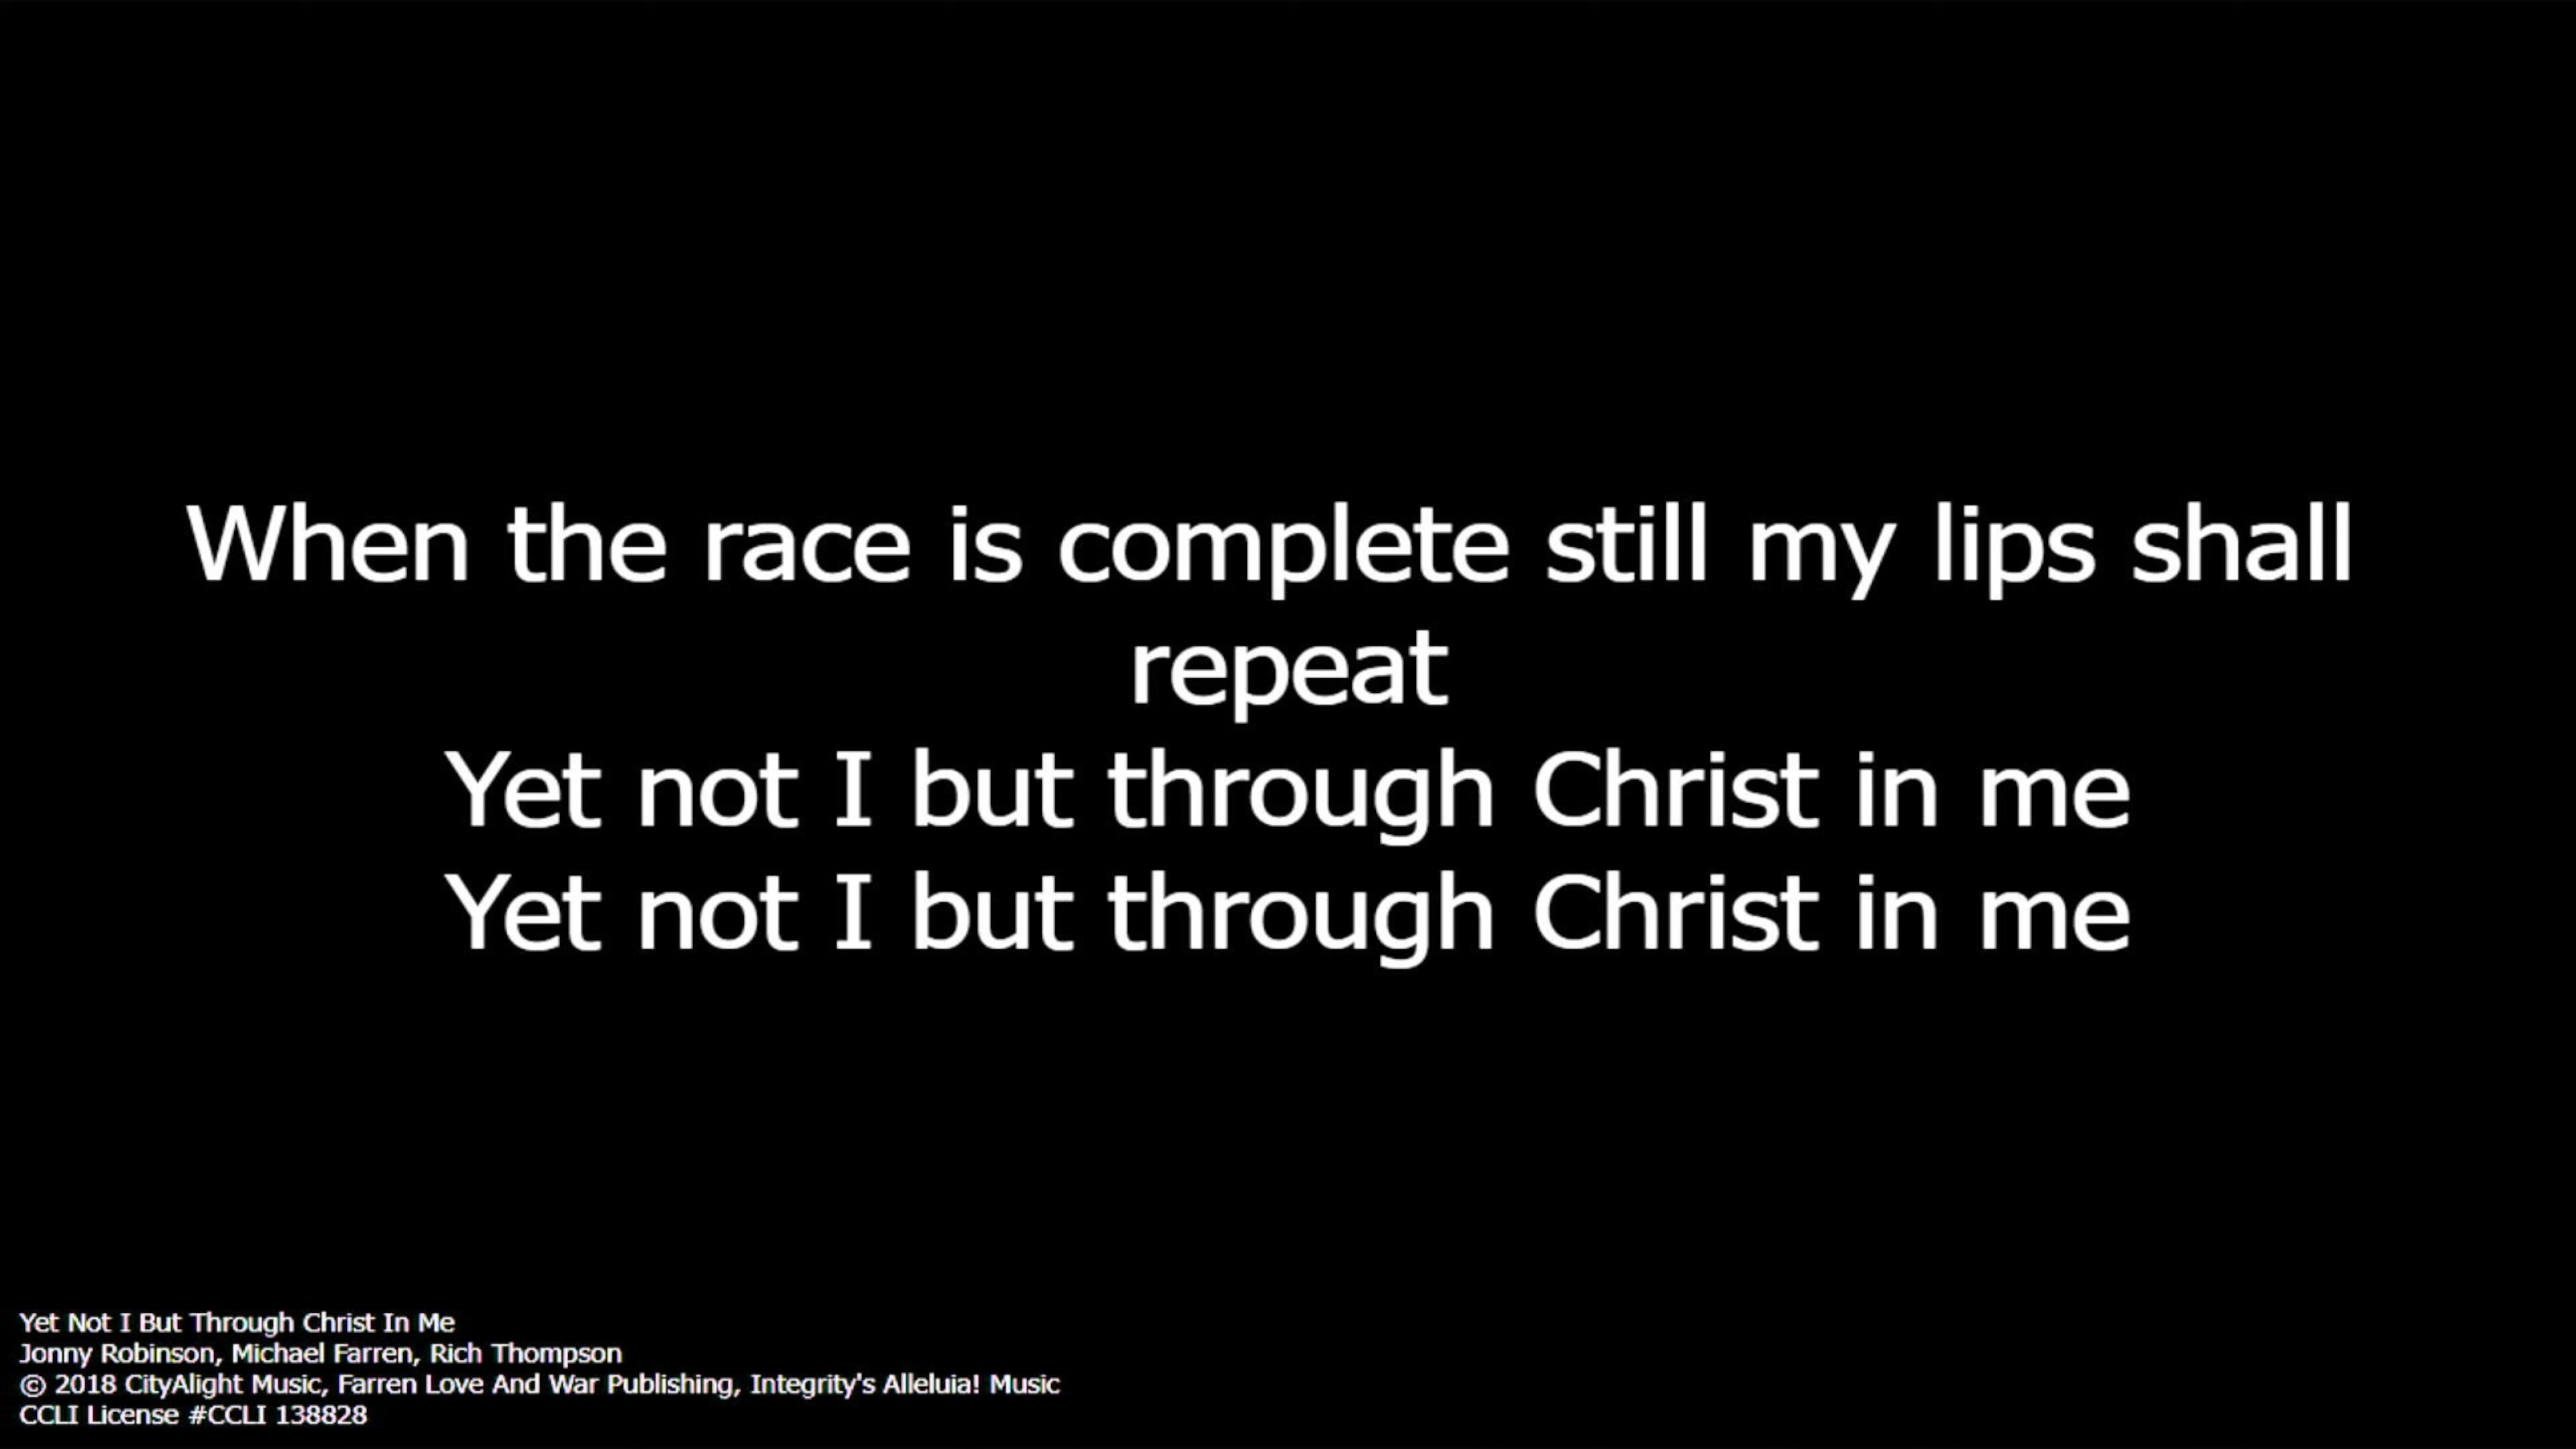 When the race is complete still my lips shall
repeat
Yet not I but through Christ in me
Yet not I but through Christ in me
Yet Not I But Through Christ In Me
Jonny Robinson, Michael Farren, Rich Thompson
© 2018 CityAlight Music, Farren Love And War Publishing, Integrity's Alleluia! Music
CCLI License #CCLI 138828